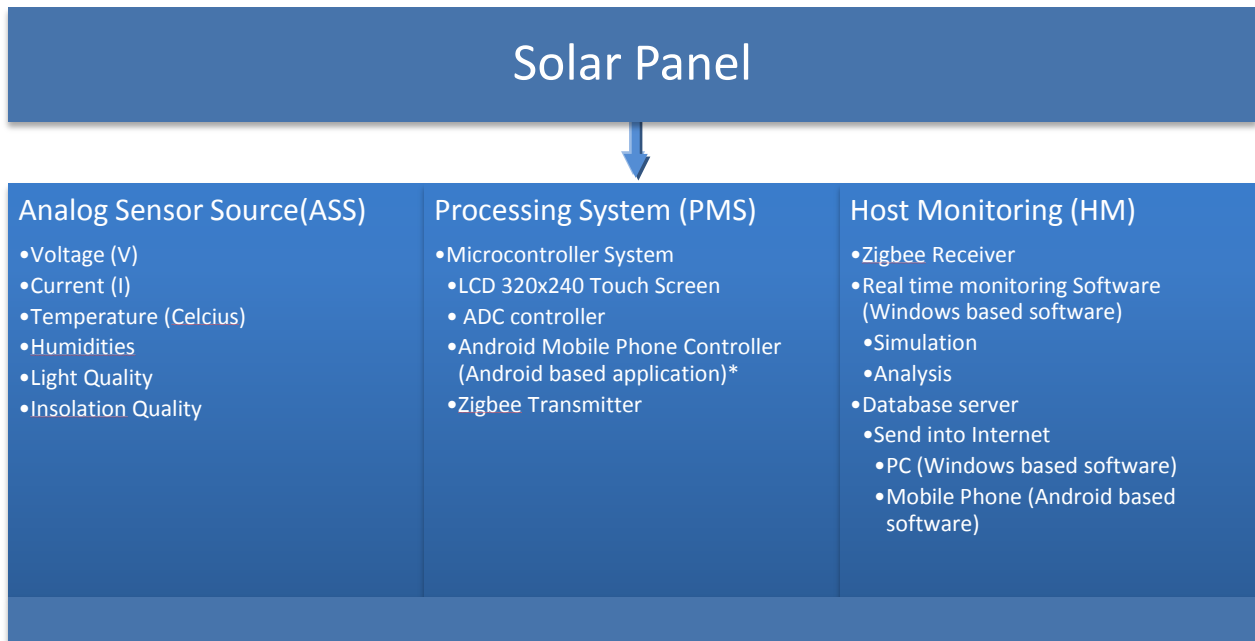 Solar Panel
Analog Sensor Source(ASS)
•Voltage (V)
•Current (I)
•Temperature (Celcius)
•Humidities
•Light Quality
•Insolation Quality
Processing System (PMS)
•Microcontroller System
•LCD 320x240 Touch Screen
• ADC controller
•Android Mobile Phone Controller
(Android based application)*
•Zigbee Transmitter
Host Monitoring (HM)
•Zigbee Receiver
•Real time monitoring Software
(Windows based software)
•Simulation
•Analysis
•Database server
•Send into Internet
•PC (Windows based software)
•Mobile Phone (Android based
software)